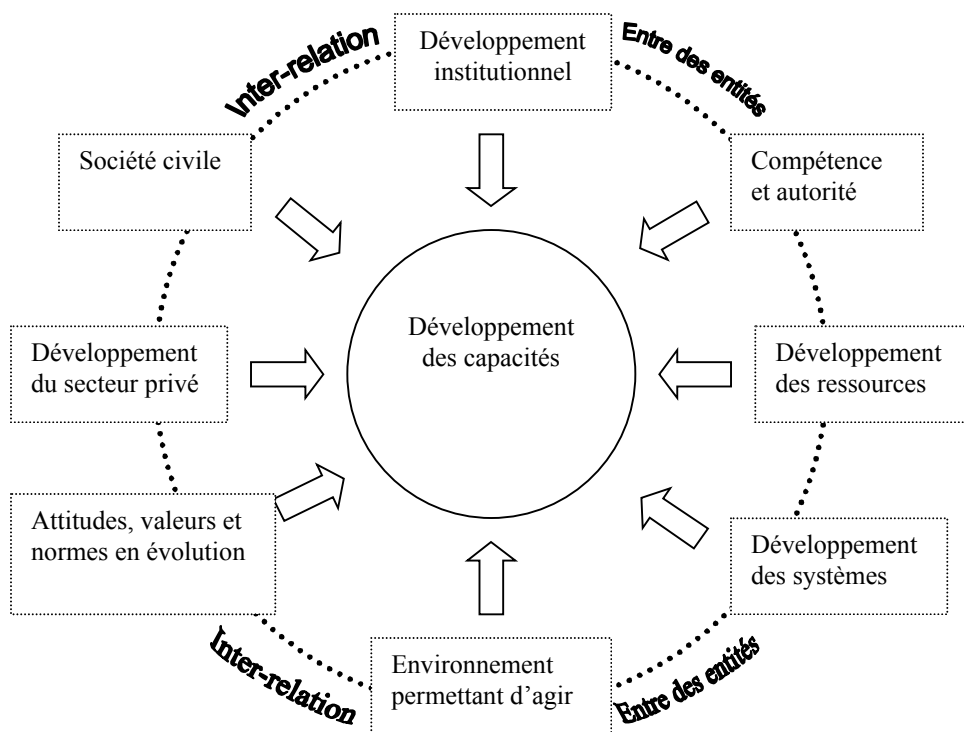 Inter-relation
Développement
institutionnel
Entre des entités
Société civile
Compétence
et autorité
Développement
des capacités
Développement
du secteur privé
Développement
des ressources
Attitudes, valeurs et
normes en évolution
Développement
des systèmes
Inter-relation
Environnement
permettant d’agir
Entre des entités